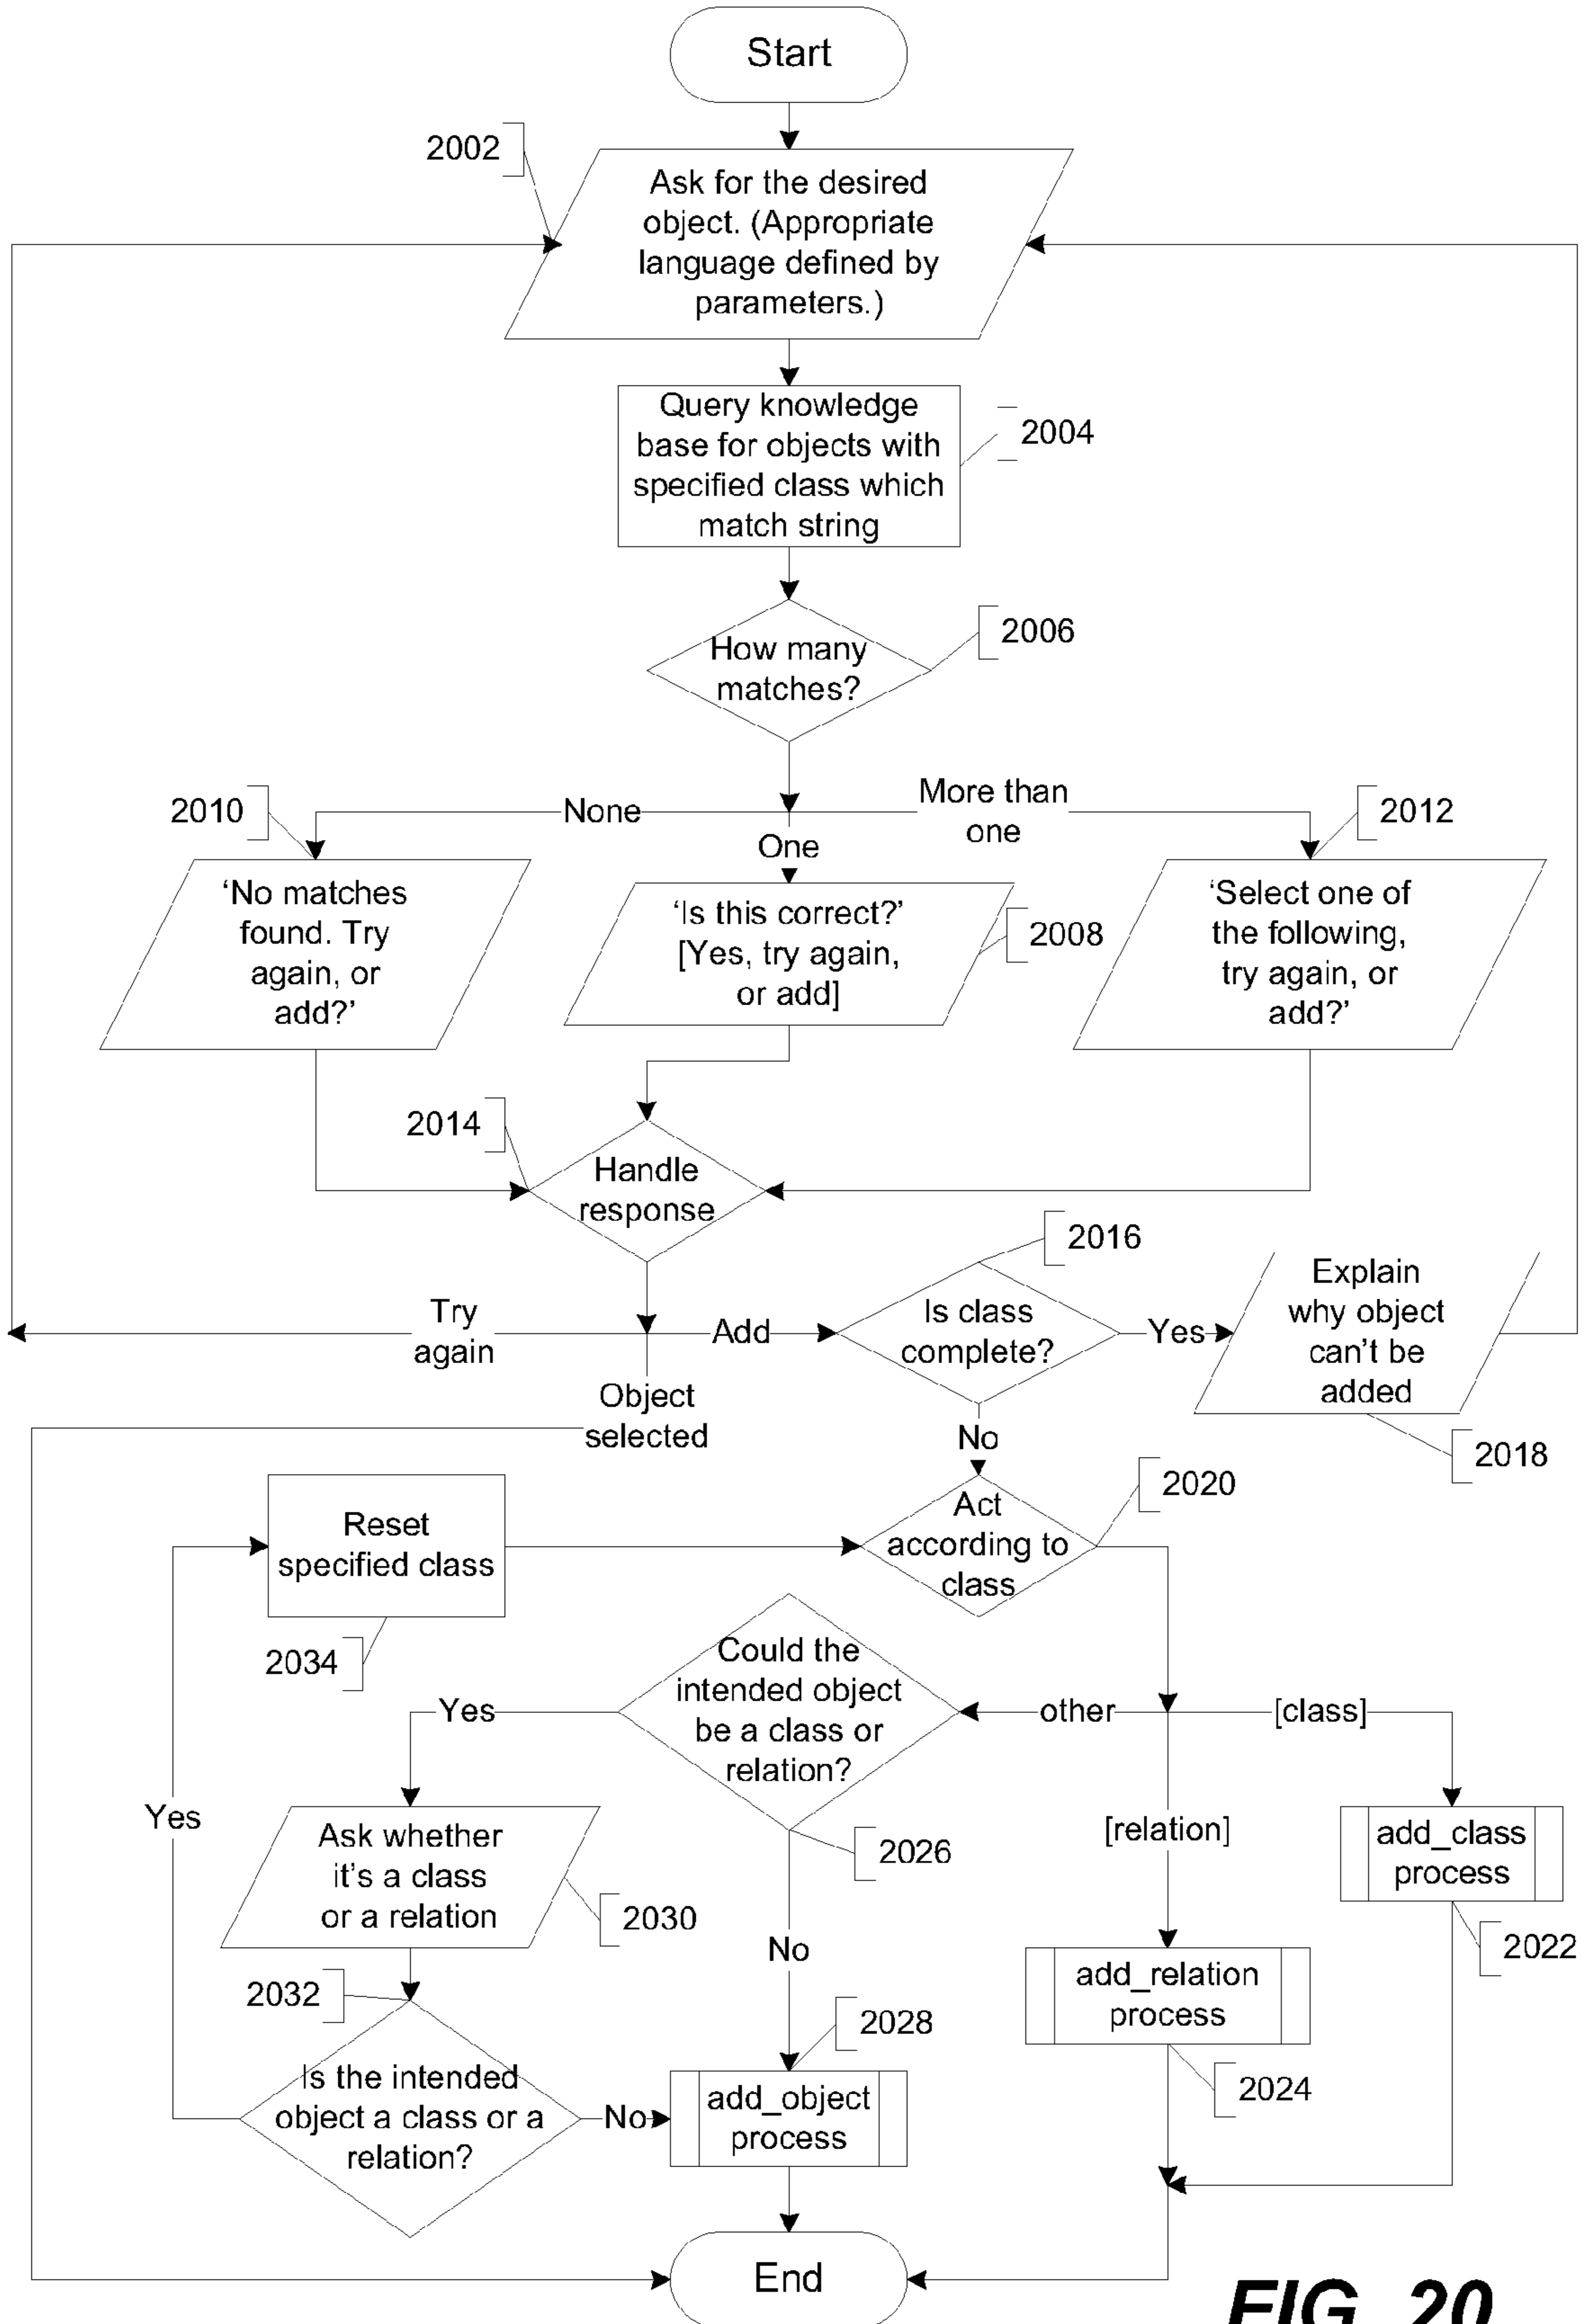 Start
2002
Ask for the desired
object. (Appropriate
language defined by
parameters.)
Query knowledge
base for objects with
specified class which
match string
2004
How many
matches?
2006
2010
None
One
More than
one
2012
‘No matches
found. Try
again, or
add?’
‘Is this correct?’
[Yes, try again,
or add]
2008
‘Select one of
the following,
try again, or
add?’
2014
Handle
response
2016
Try
again
Add
Is class
complete?
Yes
Explain
why object
can't be
added
Object
selected
No
2018
Reset
specified class
Act
according to
class
2020
2034
Could the
intended object
be a class or
relation?
Yes
other
[class]
Yes
Ask whether
it's a class
or a relation
2026
[relation]
add_class
process
2030
No
2022
2032
add_relation
process
2028
Is the intended
object a class or a
relation?
No
add_object
process
2024
End
FIG. 20